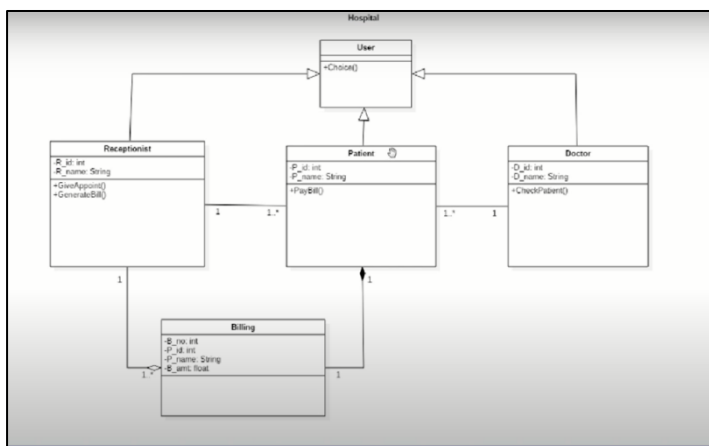 Hospital
User
+Choice()
Receptionist
-R_id: int
-R_name: String
+GiveAppoint()
+GenerateBill()
Patient
-P_id: int
-P_name: String
+PayBill()
Doctor
-D_id: int
-D_name: String
+CheckPatient()
1
1..*
1..*
1
1
1
Billing
-B_no: int
-P_id: int
-P_name: String
-B_amt: float
1..*
1